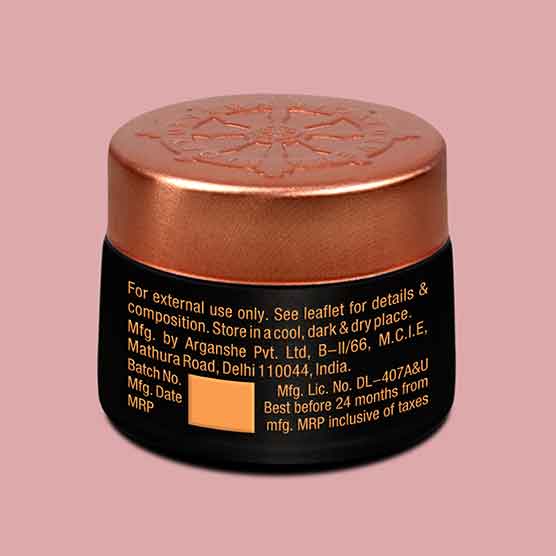 For external use only. See leaflet for details &
composition. Store in a cool, dark & dry place.
Mfg. by Arganshe Pvt. Ltd, B–II/66, M.C.I.E,
Mathura Road, Delhi 110044, India.
Batch No.
Mfg. Date
MRP
Mfg. Lic. No. DL–407A&U
Best before 24 months from
mfg. MRP inclusive of taxes